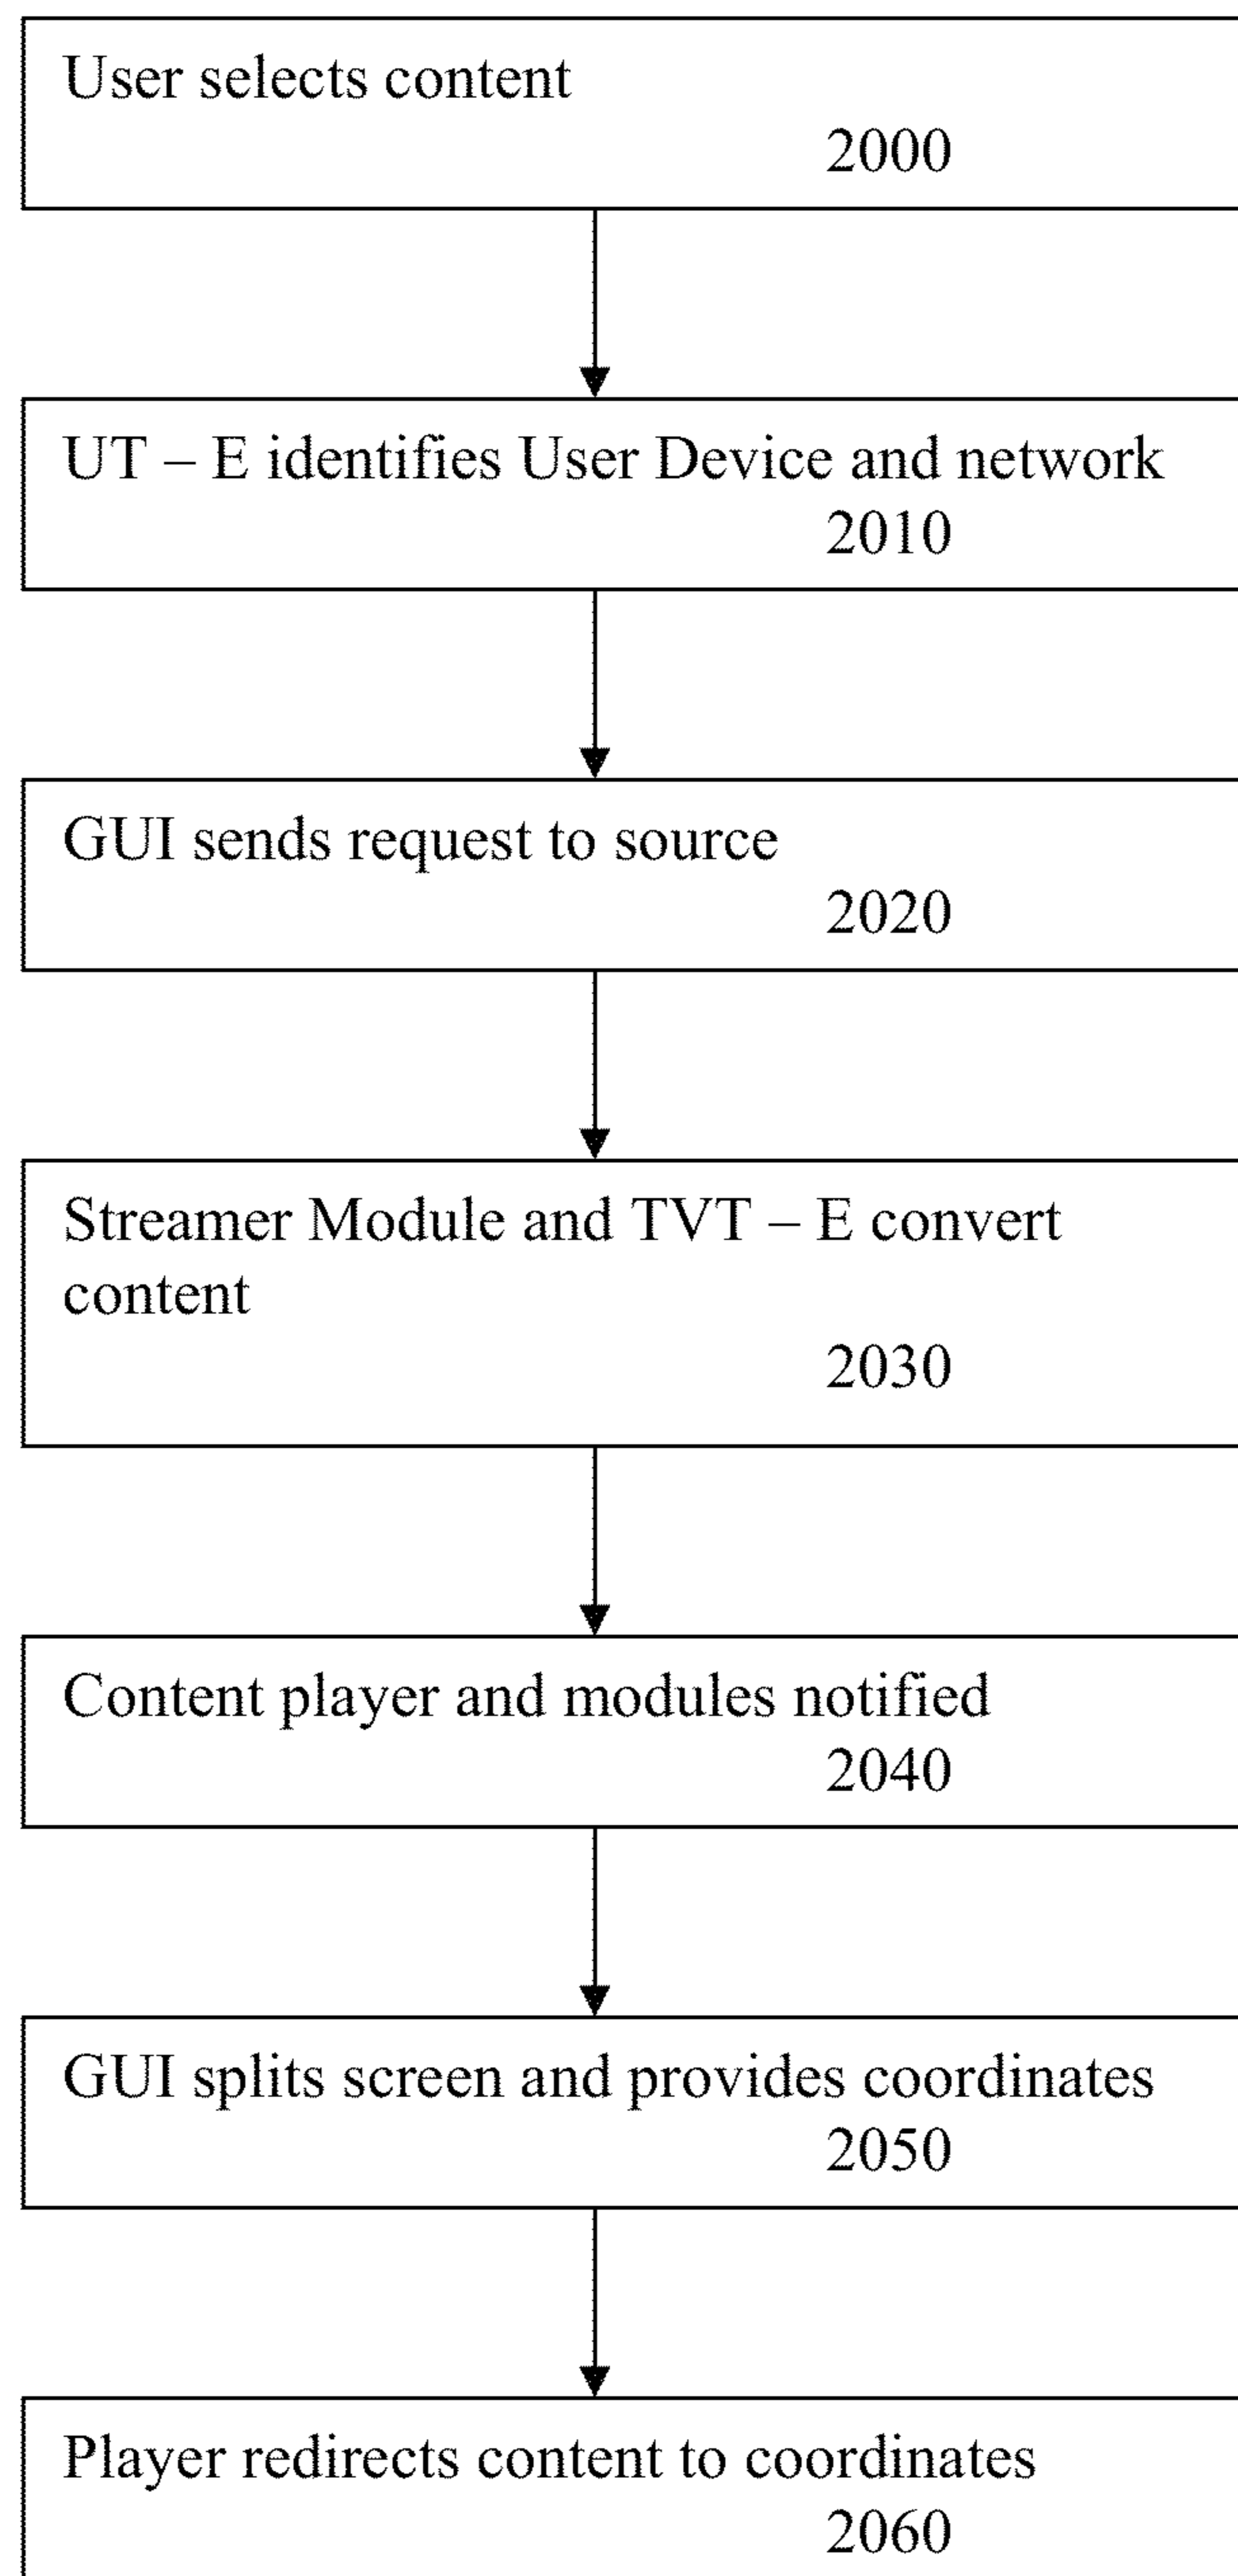 User selects content
2000
UT – E identifies User Device and network
2010
GUI sends request to source
2020
Streamer Module and TVT – E convert
content
2030
Content player and modules notified
2040
GUI splits screen and provides coordinates
2050
Player redirects content to coordinates
2060